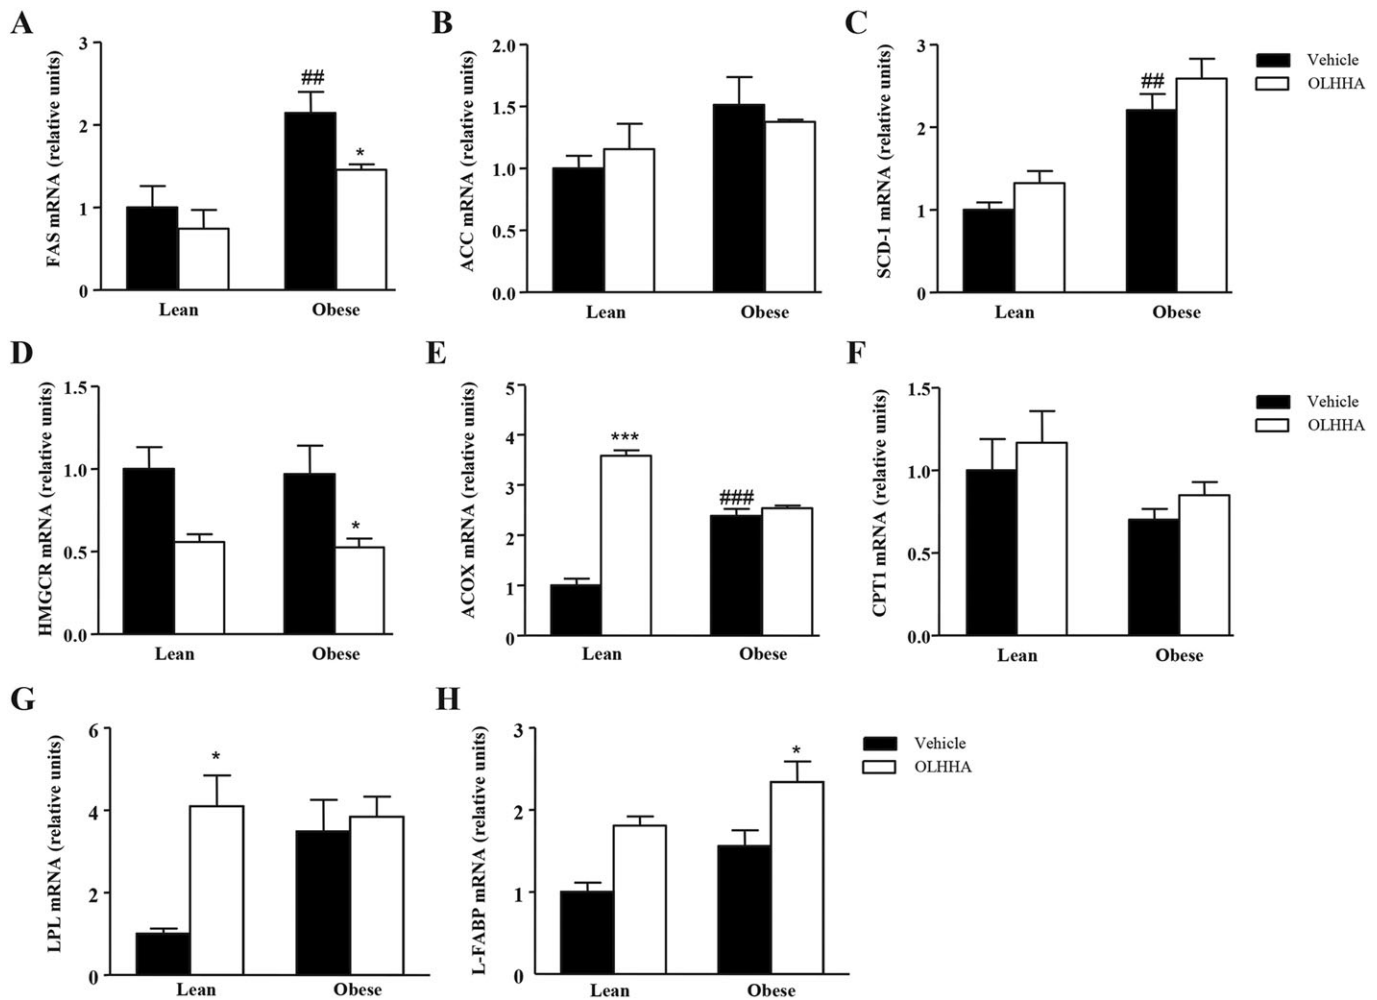 A
FAS mRNA (relative units)
3
2
1
0
##
*
Lean
Obese
B
ACC mRNA (relative units)
2.0
1.5
1.0
0.5
0.0
Lean
Obese
C
SCD-1 mRNA (relative units)
3
2
1
0
##
Lean
Obese
Vehicle
OLHHA
D
HMGCR mRNA (relative units)
1.5
1.0
0.5
0.0
*
Lean
Obese
E
ACOX mRNA (relative units)
5
4
3
2
1
0
***
###
Lean
Obese
F
CPT1 mRNA (relative units)
1.5
1.0
0.5
0.0
Lean
Obese
Vehicle
OLHHA
G
LPL mRNA (relative units)
6
4
2
0
*
Lean
Obese
H
L-FABP mRNA (relative units)
3
2
1
0
*
Lean
Obese
Vehicle
OLHHA